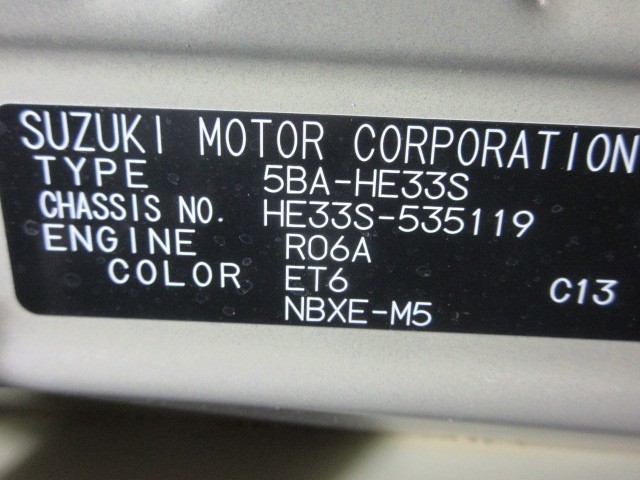 SUZUKI MOTOR CORPORATION
TYPE 5BA-HE33S
CHASSIS NO. HE33S-535119
ENGINE R06A
COLOR ET6 C13
NBXE-M5